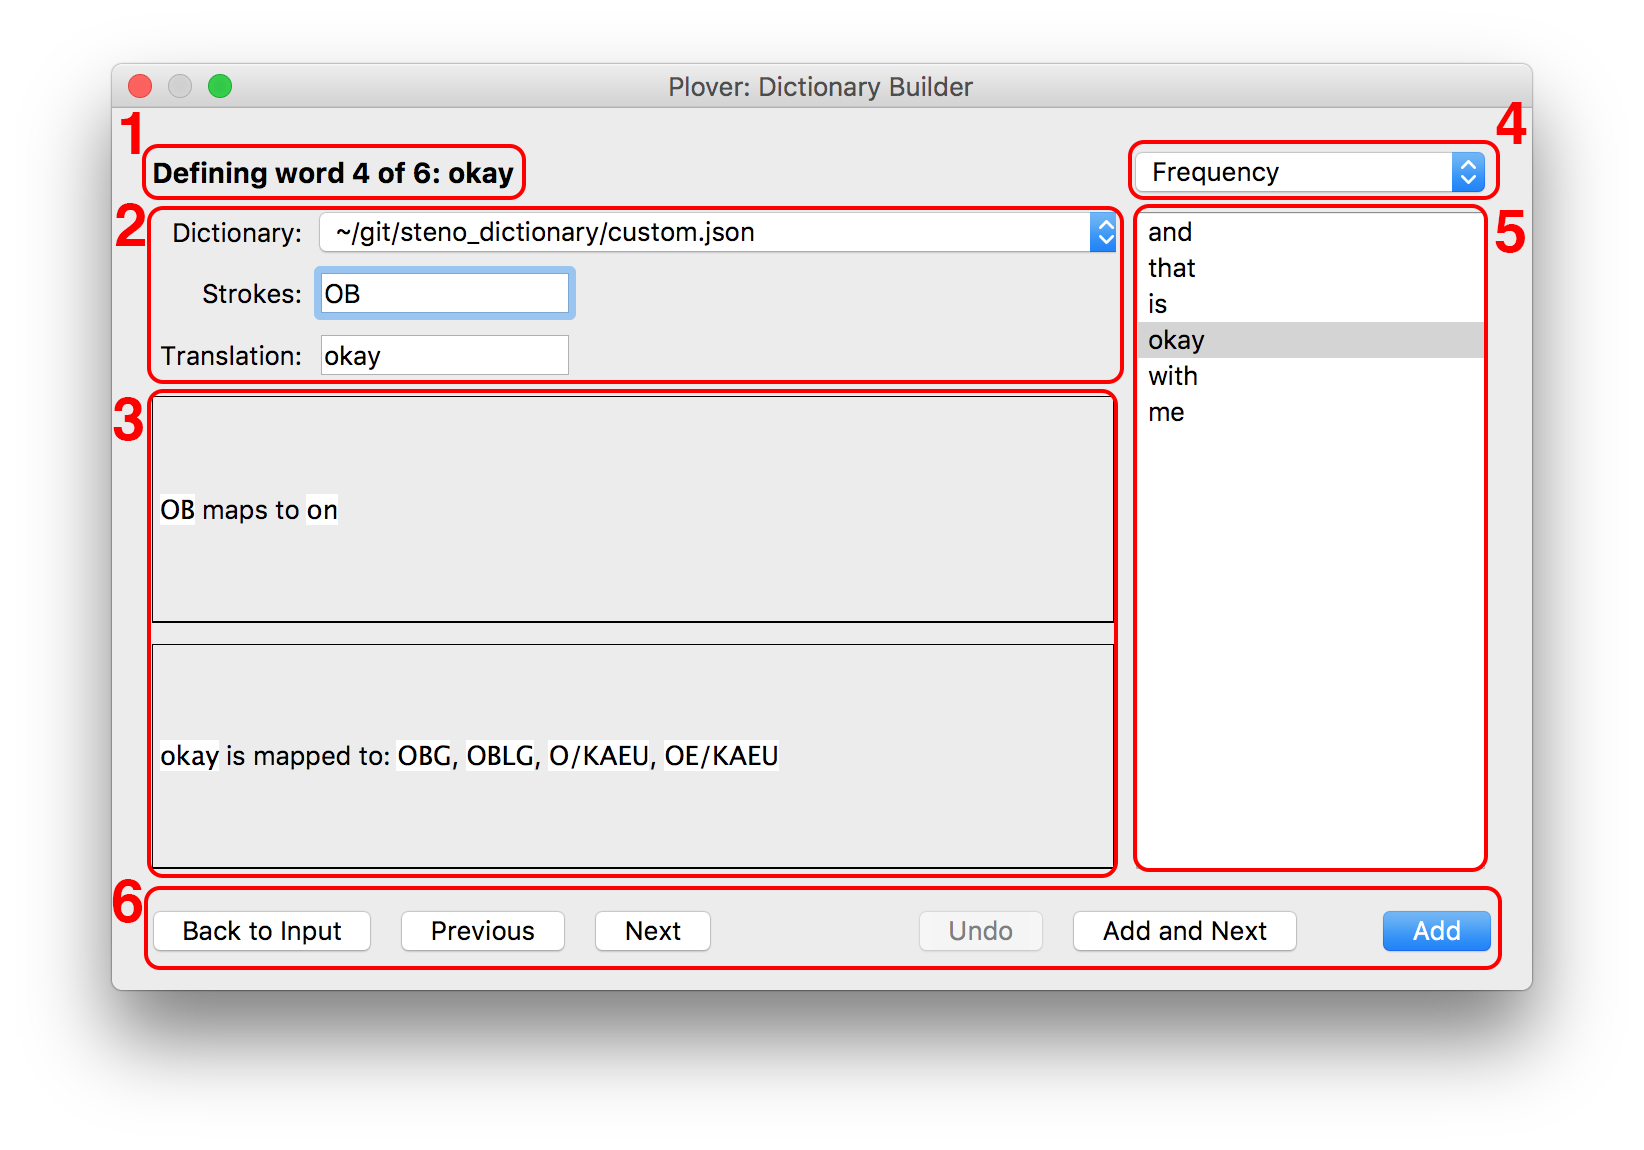 Plover: Dictionary Builder
1
Defining word 4 of 6: okay
4
Frequency
2
Dictionary: ~/git/steno_dictionary/custom.json
Strokes: OB
Translation: okay
5
and
that
is
okay
with
me
3
OB maps to on
okay is mapped to: OBG, OBLG, O/KAEU, OE/KAEU
6
Back to Input Previous Next Undo Add and Next Add